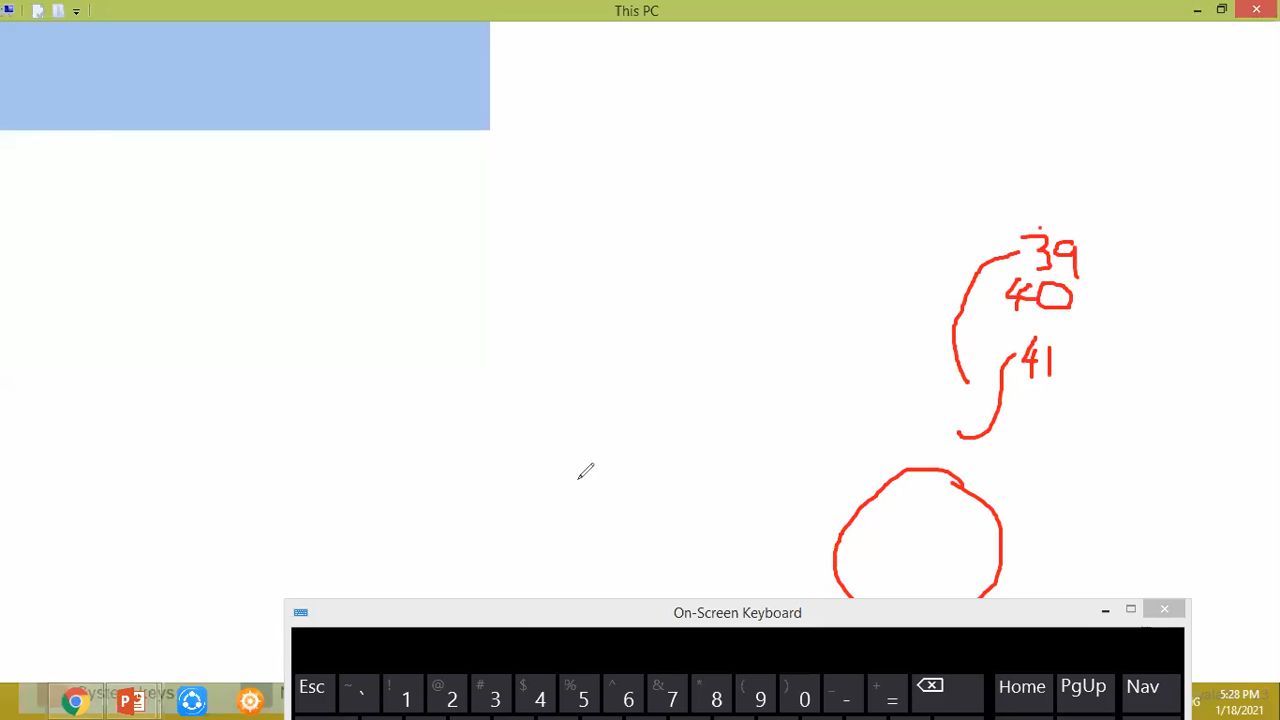 This PC
39
40
41
On-Screen Keyboard
Esc ~ ` ! 1 @ 2 # 3 $ 4 % 5 ^ 6 & 7 * 8 ( 9 ) 0 _ - + = Home PgUp Nav
5:28 PM
1/18/2021